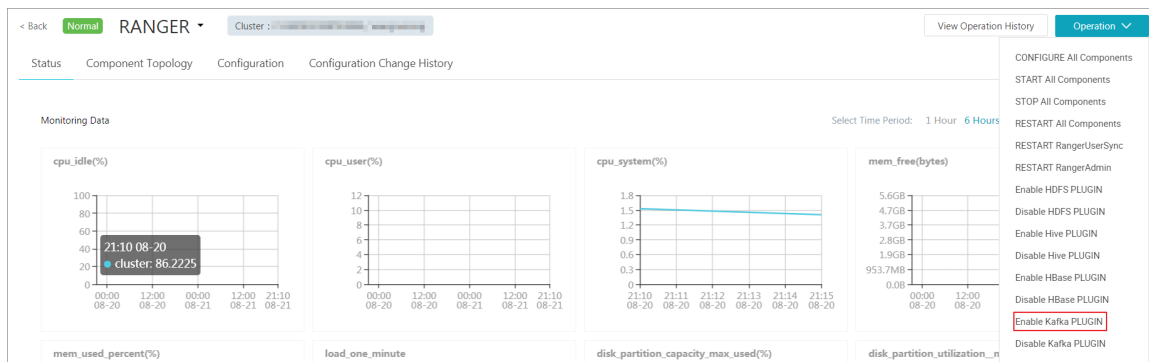 < Back Normal RANGER Cluster : View Operation History Operation
Status Component Topology Configuration Configuration Change History
CONFIGURE All Components
START All Components
STOP All Components
RESTART All Components
RESTART RangerUserSync
RESTART RangerAdmin
Enable HDFS PLUGIN
Disable HDFS PLUGIN
Enable Hive PLUGIN
Disable Hive PLUGIN
Enable HBase PLUGIN
Disable HBase PLUGIN
Enable Kafka PLUGIN
Disable Kafka PLUGIN
Monitoring Data Select Time Period: 1 Hour 6 Hours
cpu_idle(%)
100
80
60
40
20
0
21:10 08-20
cluster: 86.2225
00:00 12:00 00:00 12:00 21:10
08-20 08-20 08-21 08-21 08-21
cpu_user(%)
12
10
8
6
4
2
0
00:00 12:00 00:00 12:00 21:10
08-20 08-20 08-21 08-21 08-21
cpu_system(%)
1.8
1.5
1.2
0.9
0.6
0.3
0
21:10 21:11 21:12 21:13 21:14 21:15
08-20 08-20 08-20 08-20 08-20 08-20
mem_free(bytes)
5.6GB
4.7GB
3.7GB
2.8GB
1.9GB
953.7MB
0.0B
00:00 12:00
08-20 08-20
mem_used_percent(%) load_one_minute disk_partition_capacity_max_used(%) disk_partition_utilization_